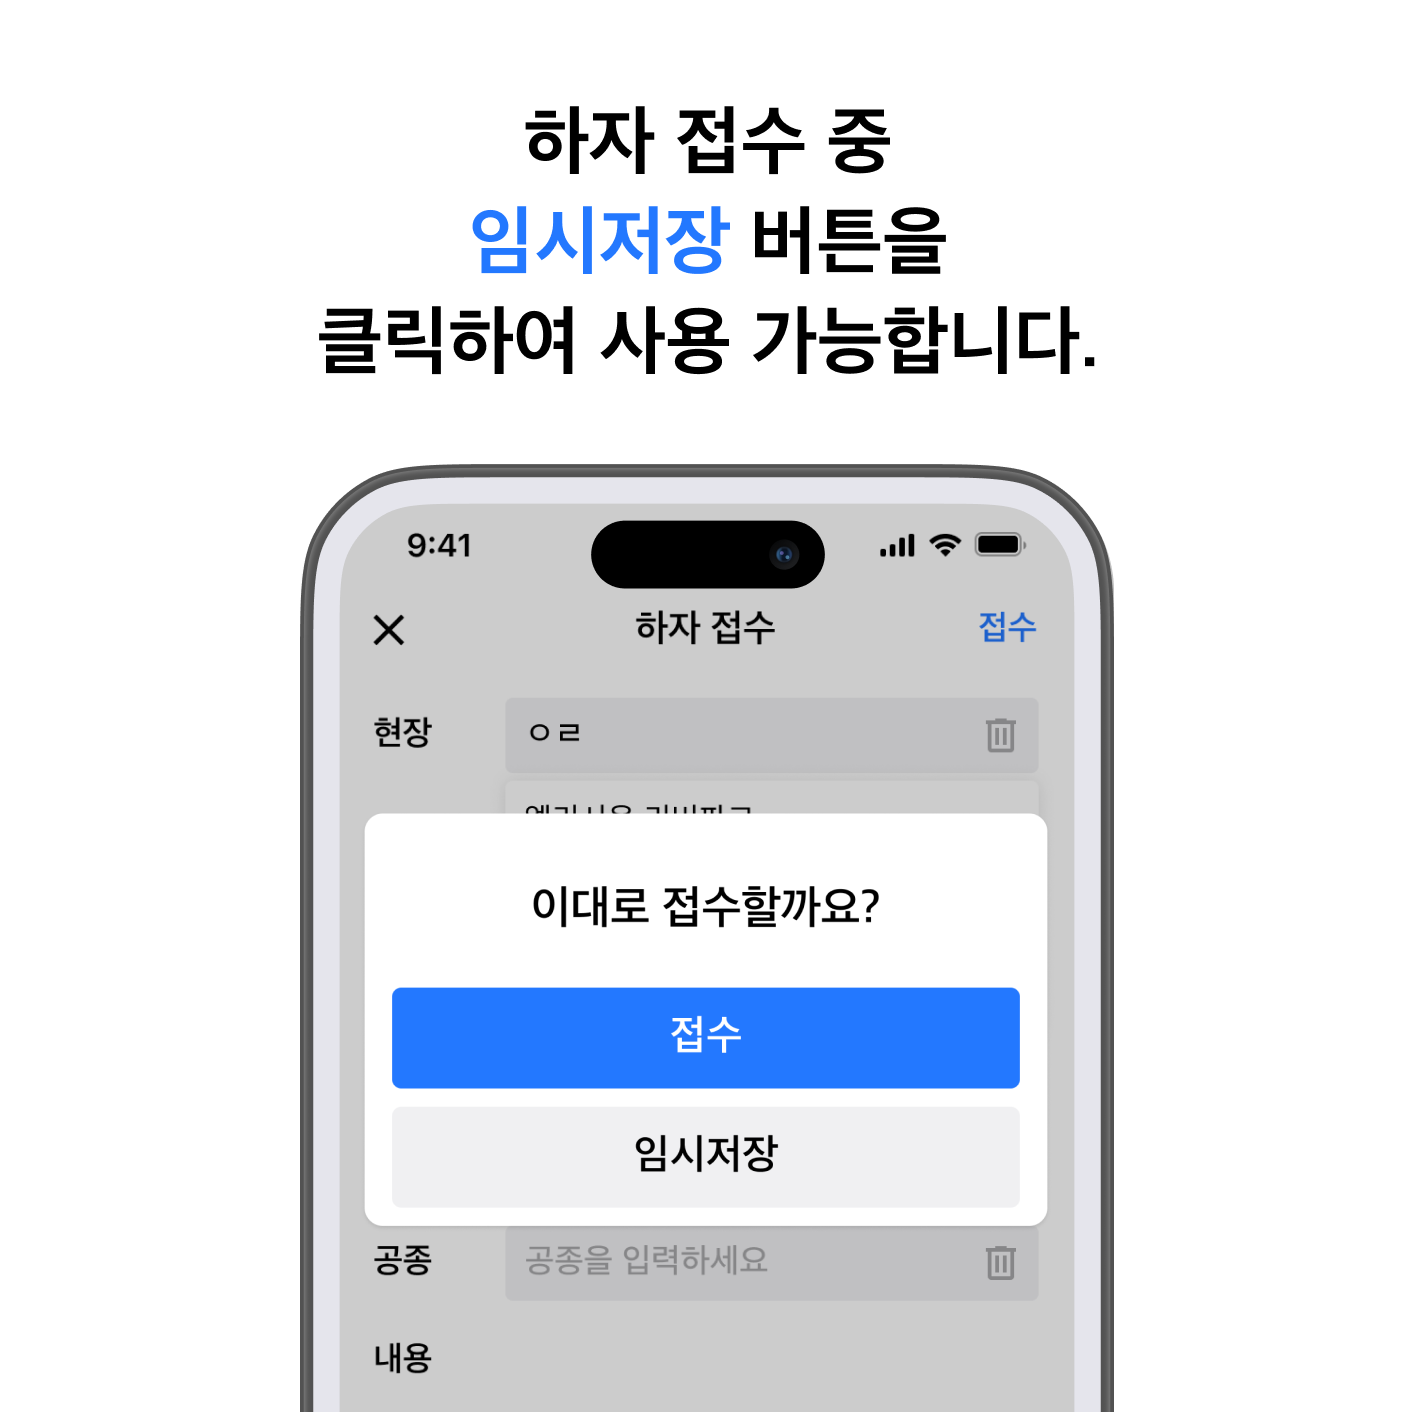 하자 접수 중
임시저장 버튼을
클릭하여 사용 가능합니다.
9:41
하자 접수
접수
현장
ㅇㄹ
이대로 접수할까요?
접수
임시저장
공종
공종을 입력하세요
내용